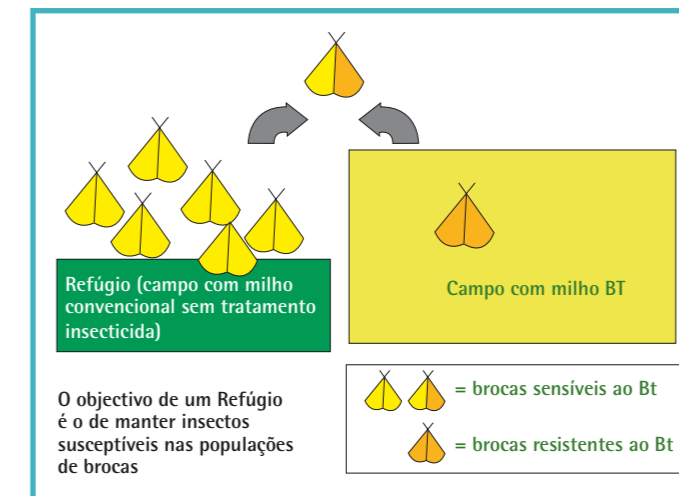 Refúgio (campo com milho
convencional sem tratamento
insecticida)
Campo com milho BT
O objectivo de um Refúgio
é o de manter insectos
susceptíveis nas populações
de brocas
= brocas sensíveis ao Bt
= brocas resistentes ao Bt